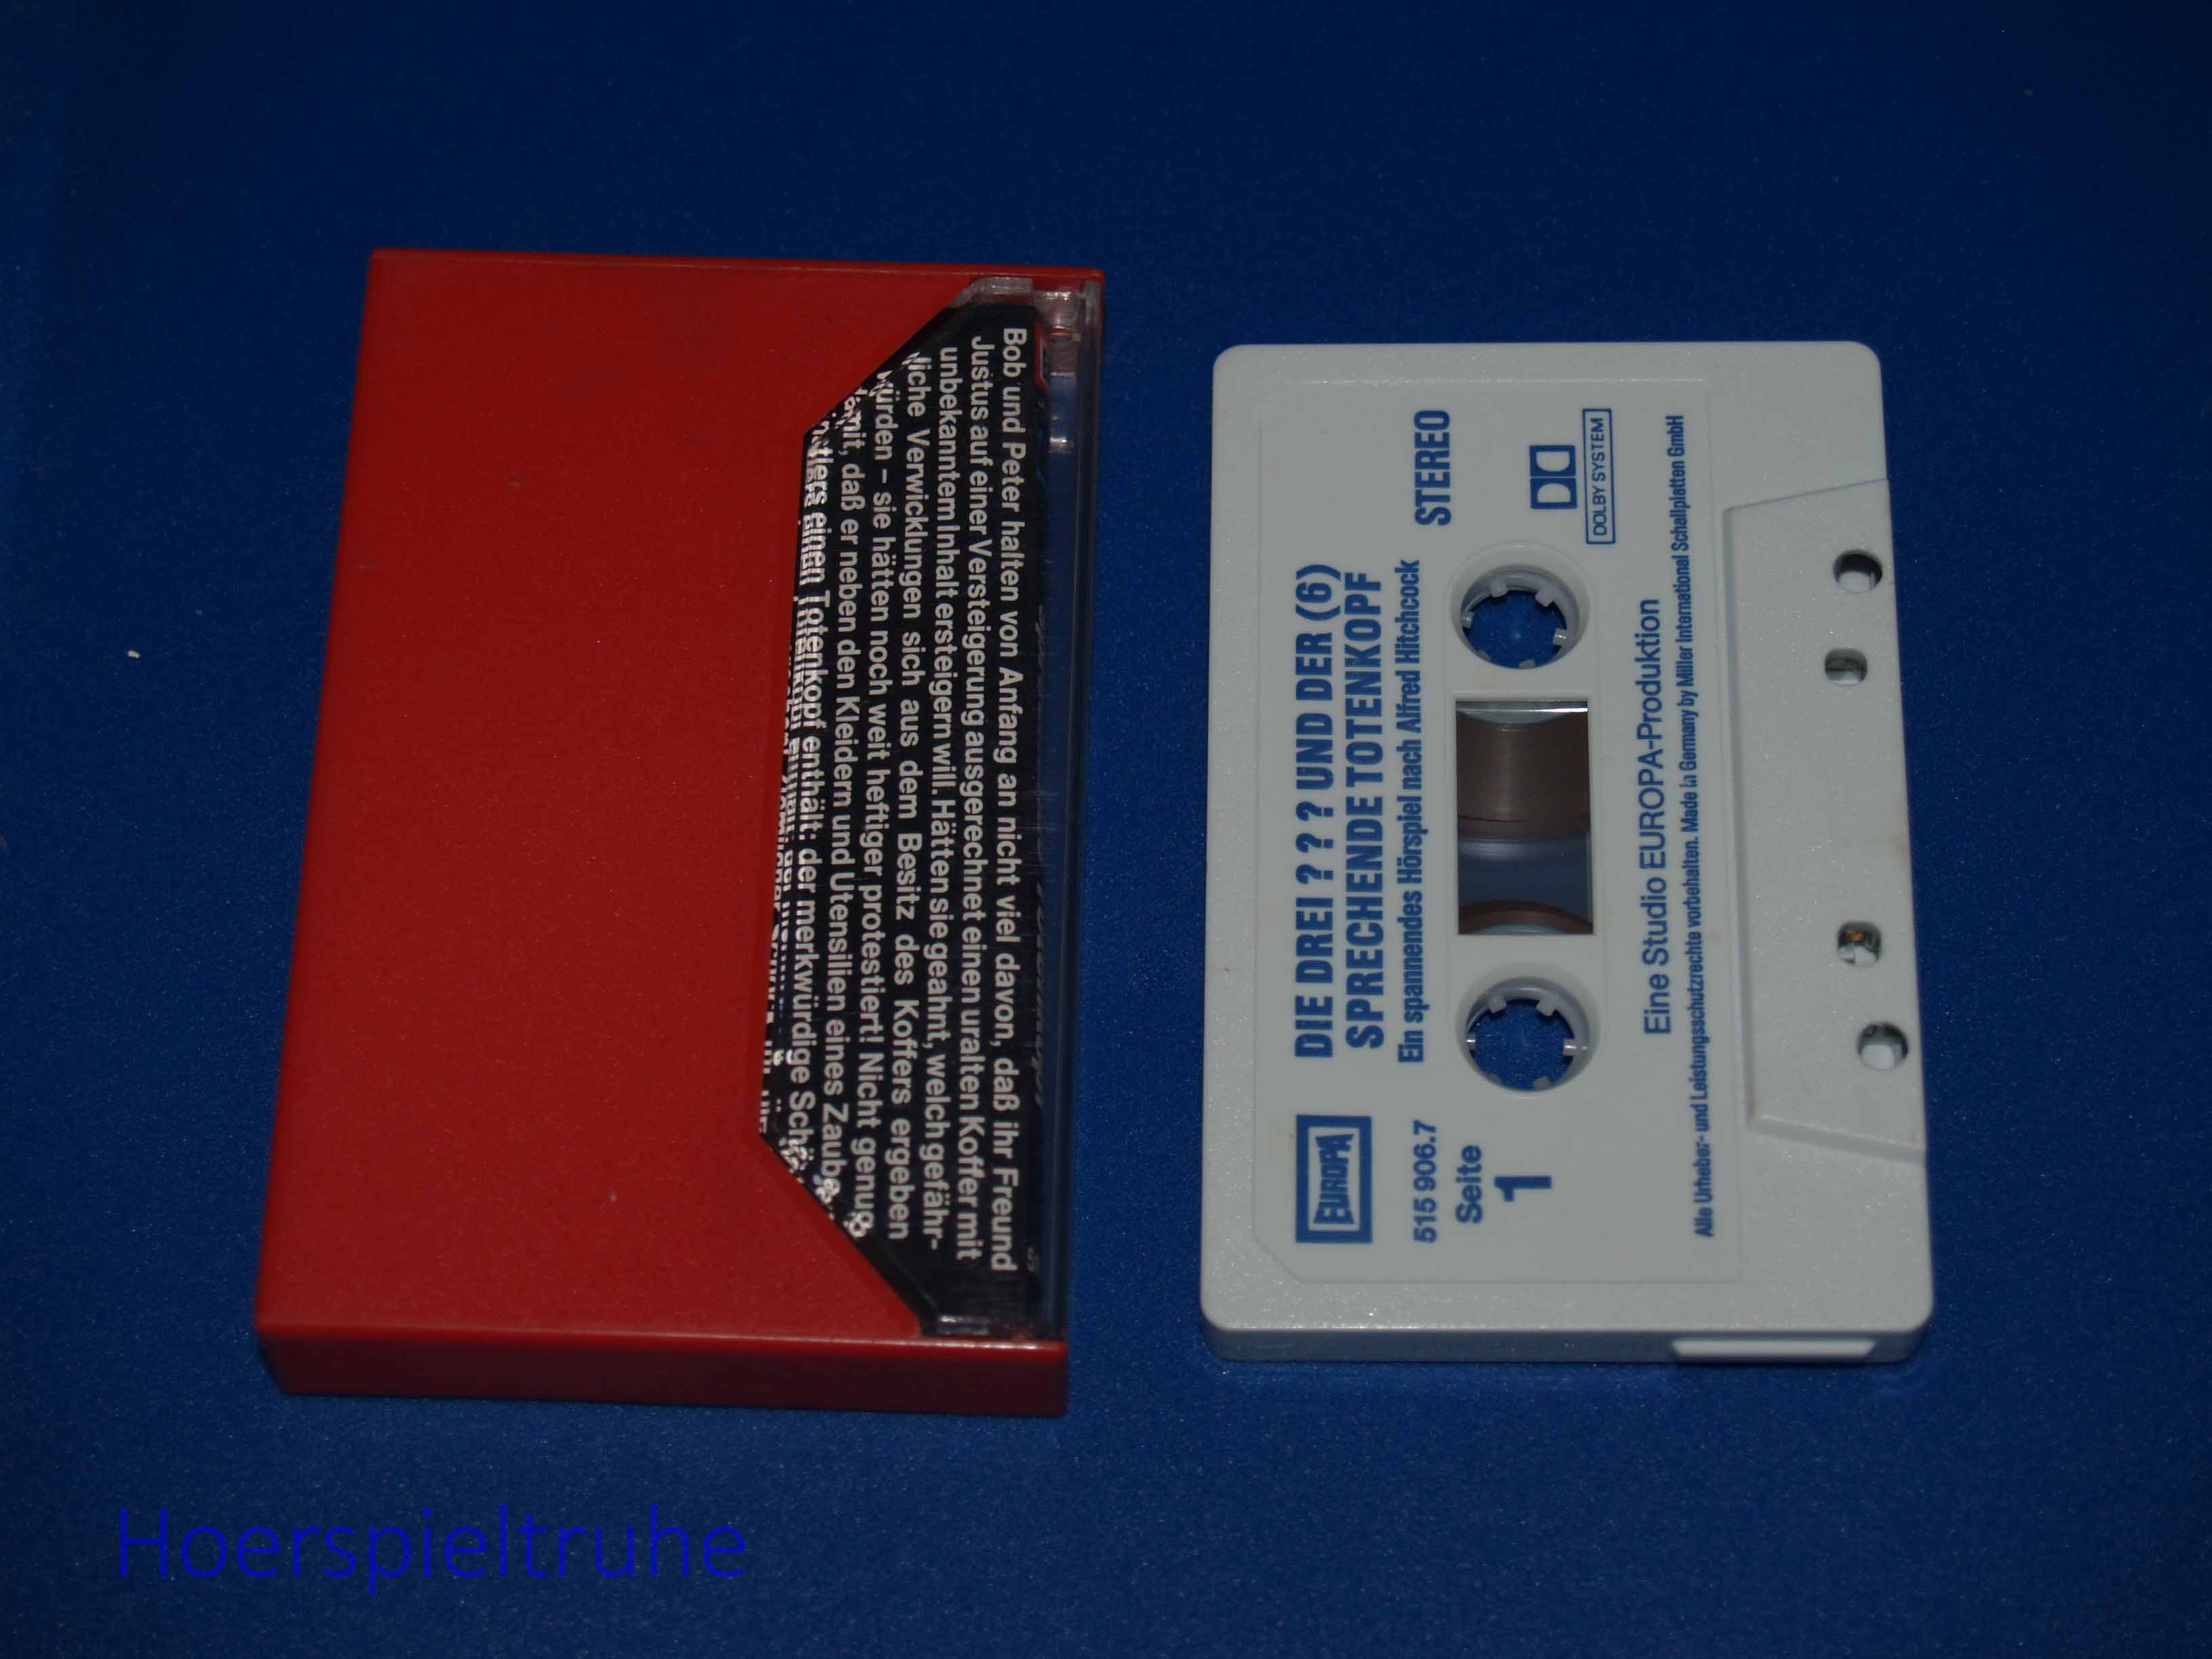 Bob und Peter halten von Anfang an nicht viel davon, daß ihr Freund
Justus auf einer Versteigerung ausgerechnet einen uralten Koffer mit
unbekanntem Inhalt ersteigern will. Hätten sie geahnt, welch gefähr-
liche Verwicklungen sich aus dem Besitz des Koffers ergeben
würden – sie hätten noch weit heftiger protestiert! Nicht genug
damit, daß er neben den Kleidern und Utensilien eines Zaube
einen Totenkopf enthält: der merkwürdige
EUROPA
DIE DREI ? ? ? UND DER (6)
SPRECHENDE TOTENKOPF
Ein spannendes Hörspiel nach Alfred Hitchcock
STEREO
515 906.7
Seite
1
DOLBY SYSTEM
Eine Studio EUROPA-Produktion
Alle Urheber- und Leistungsschutzrechte vorbehalten. Made in Germany by Miller International Schallplatten GmbH
Hoerspieltruhe